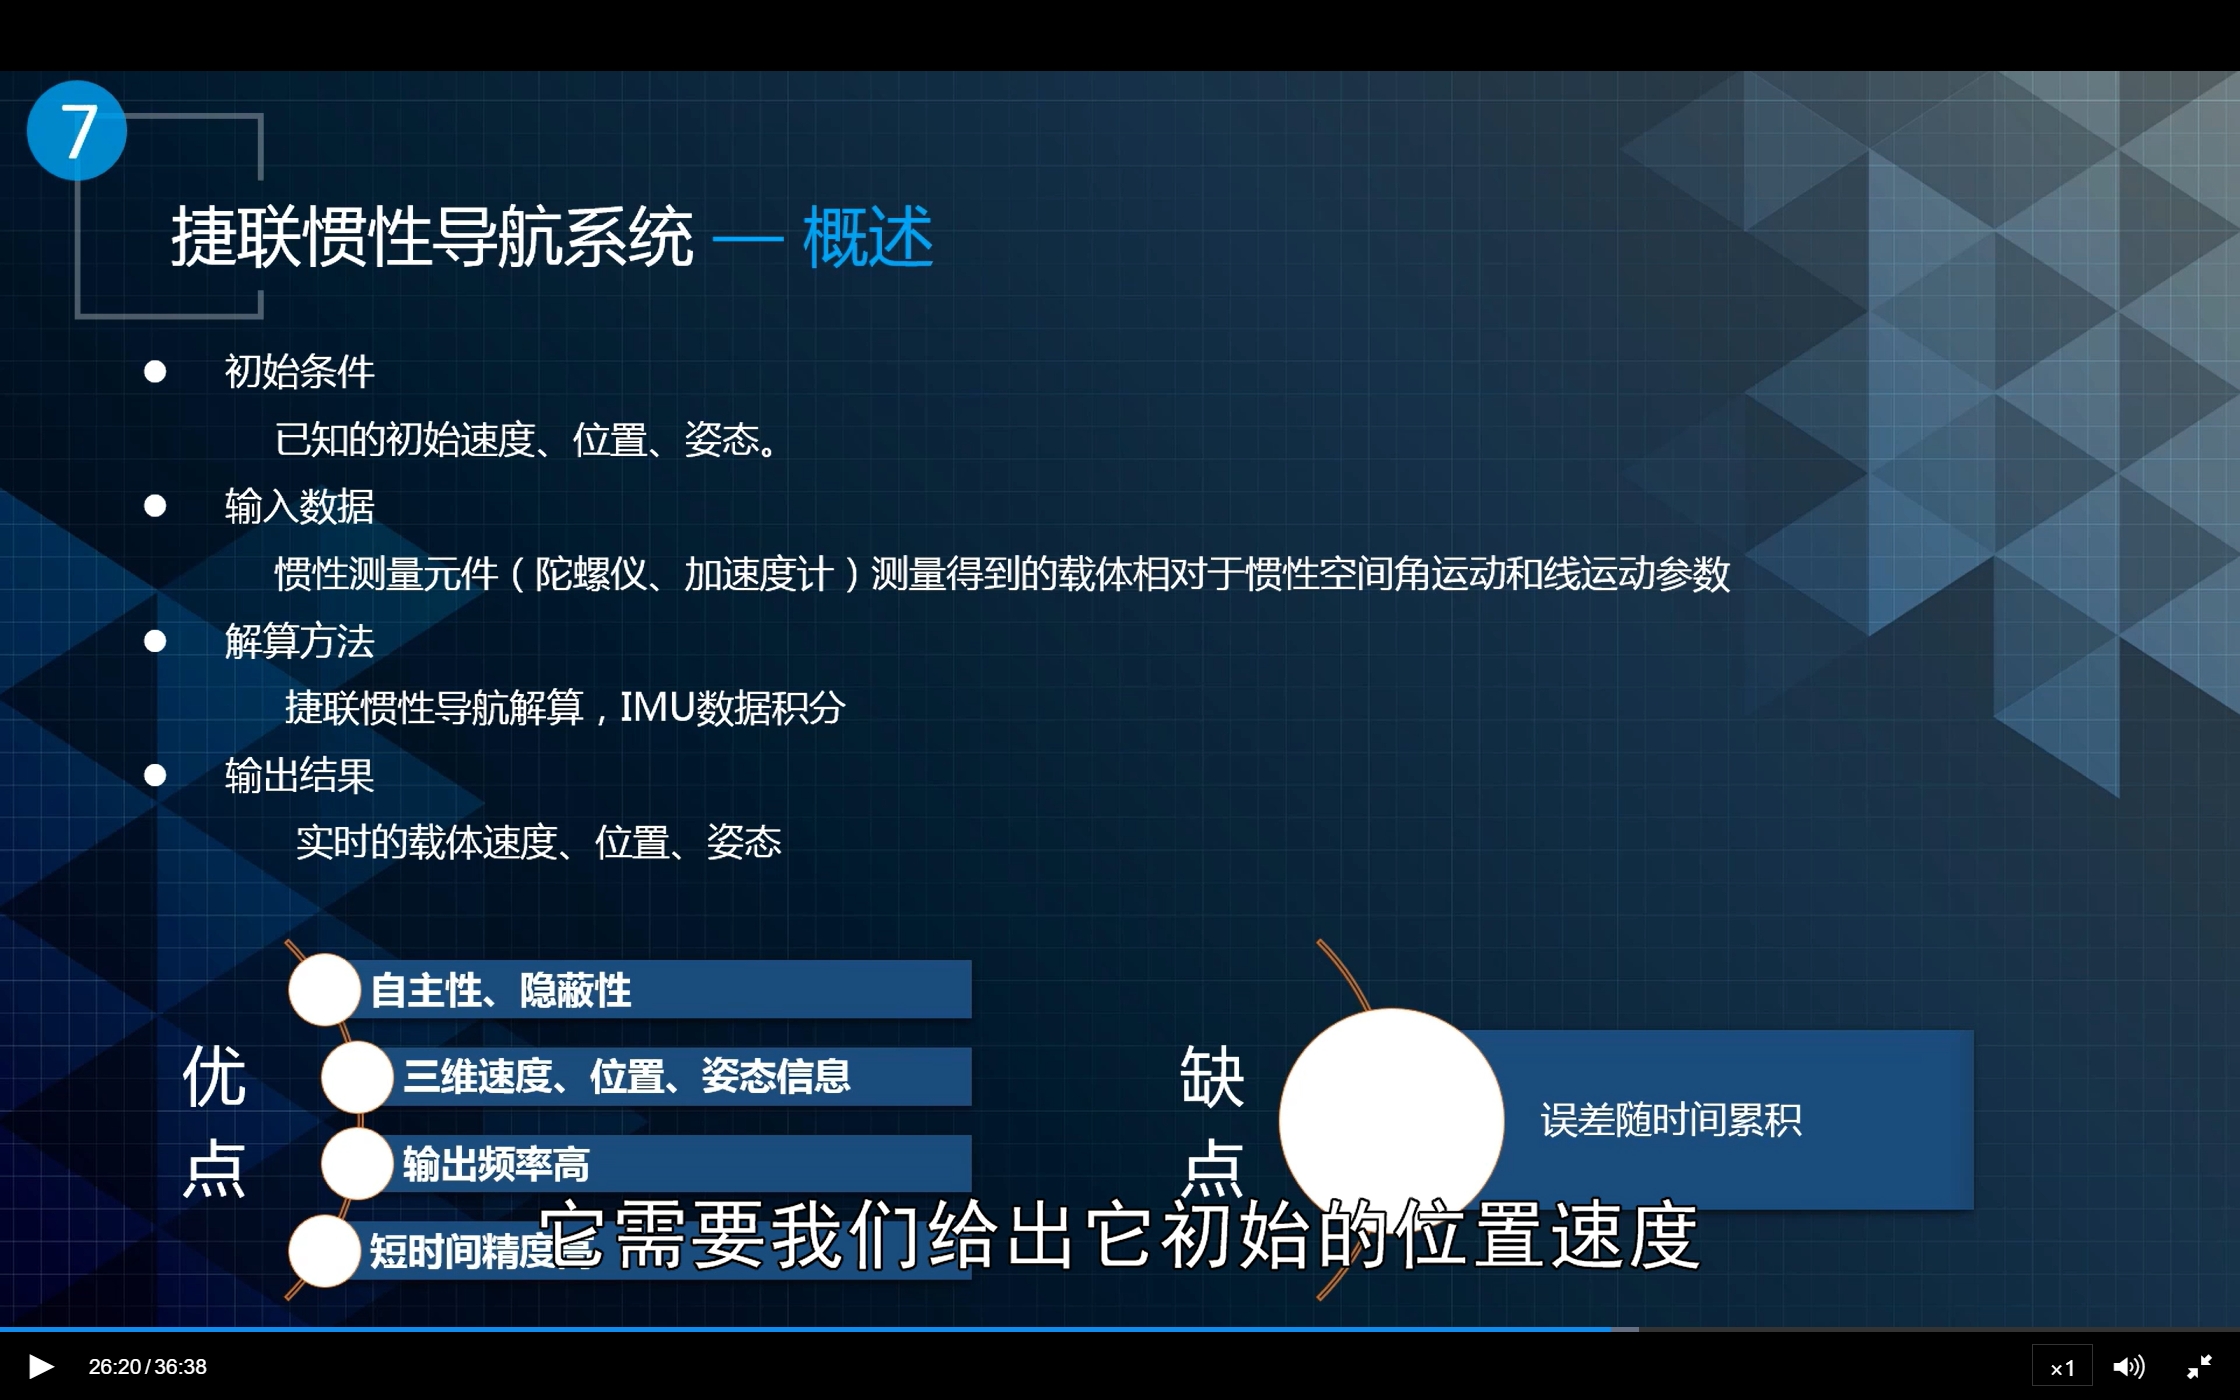 7
捷联惯性导航系统 — 概述
初始条件
已知的初始速度、位置、姿态。
输入数据
惯性测量元件（陀螺仪、加速度计）测量得到的载体相对于惯性空间角运动和线运动参数
解算方法
捷联惯性导航解算，IMU数据积分
输出结果
实时的载体速度、位置、姿态
优点
自主性、隐蔽性
三维速度、位置、姿态信息
输出频率高
短时间精度高
缺点
误差随时间累积
它需要我们给出它初始的位置速度
26:20/36:38
×1